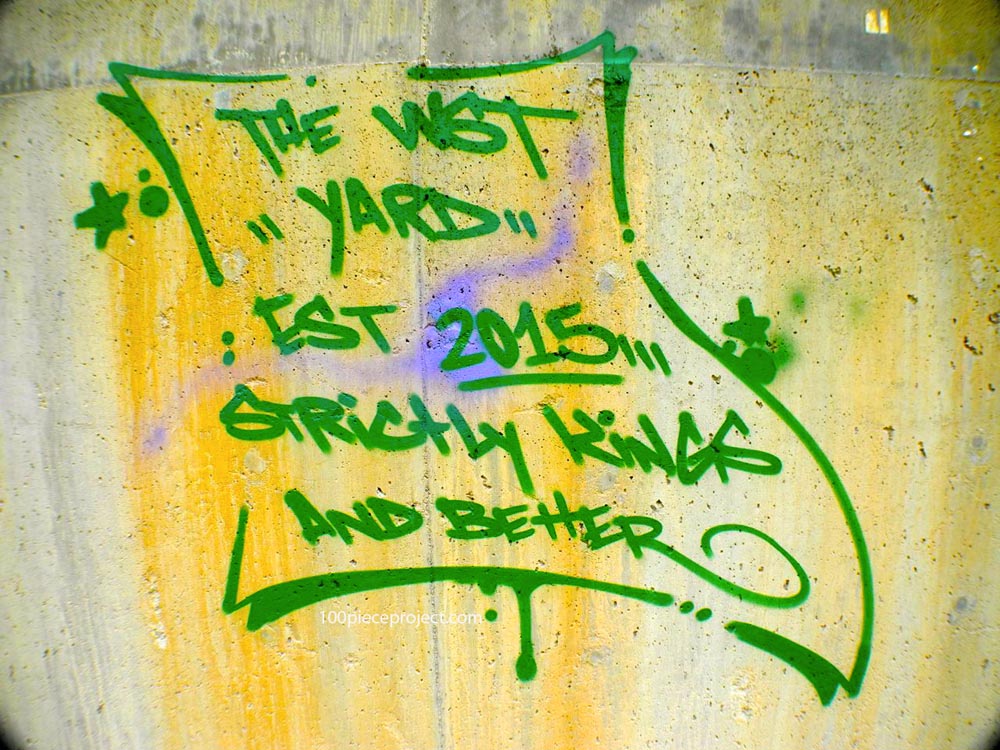 THE WST
"YARD"
: EST 2015,,,,
STRICTLY KINGS
AND BETTER
100pieceproject.com